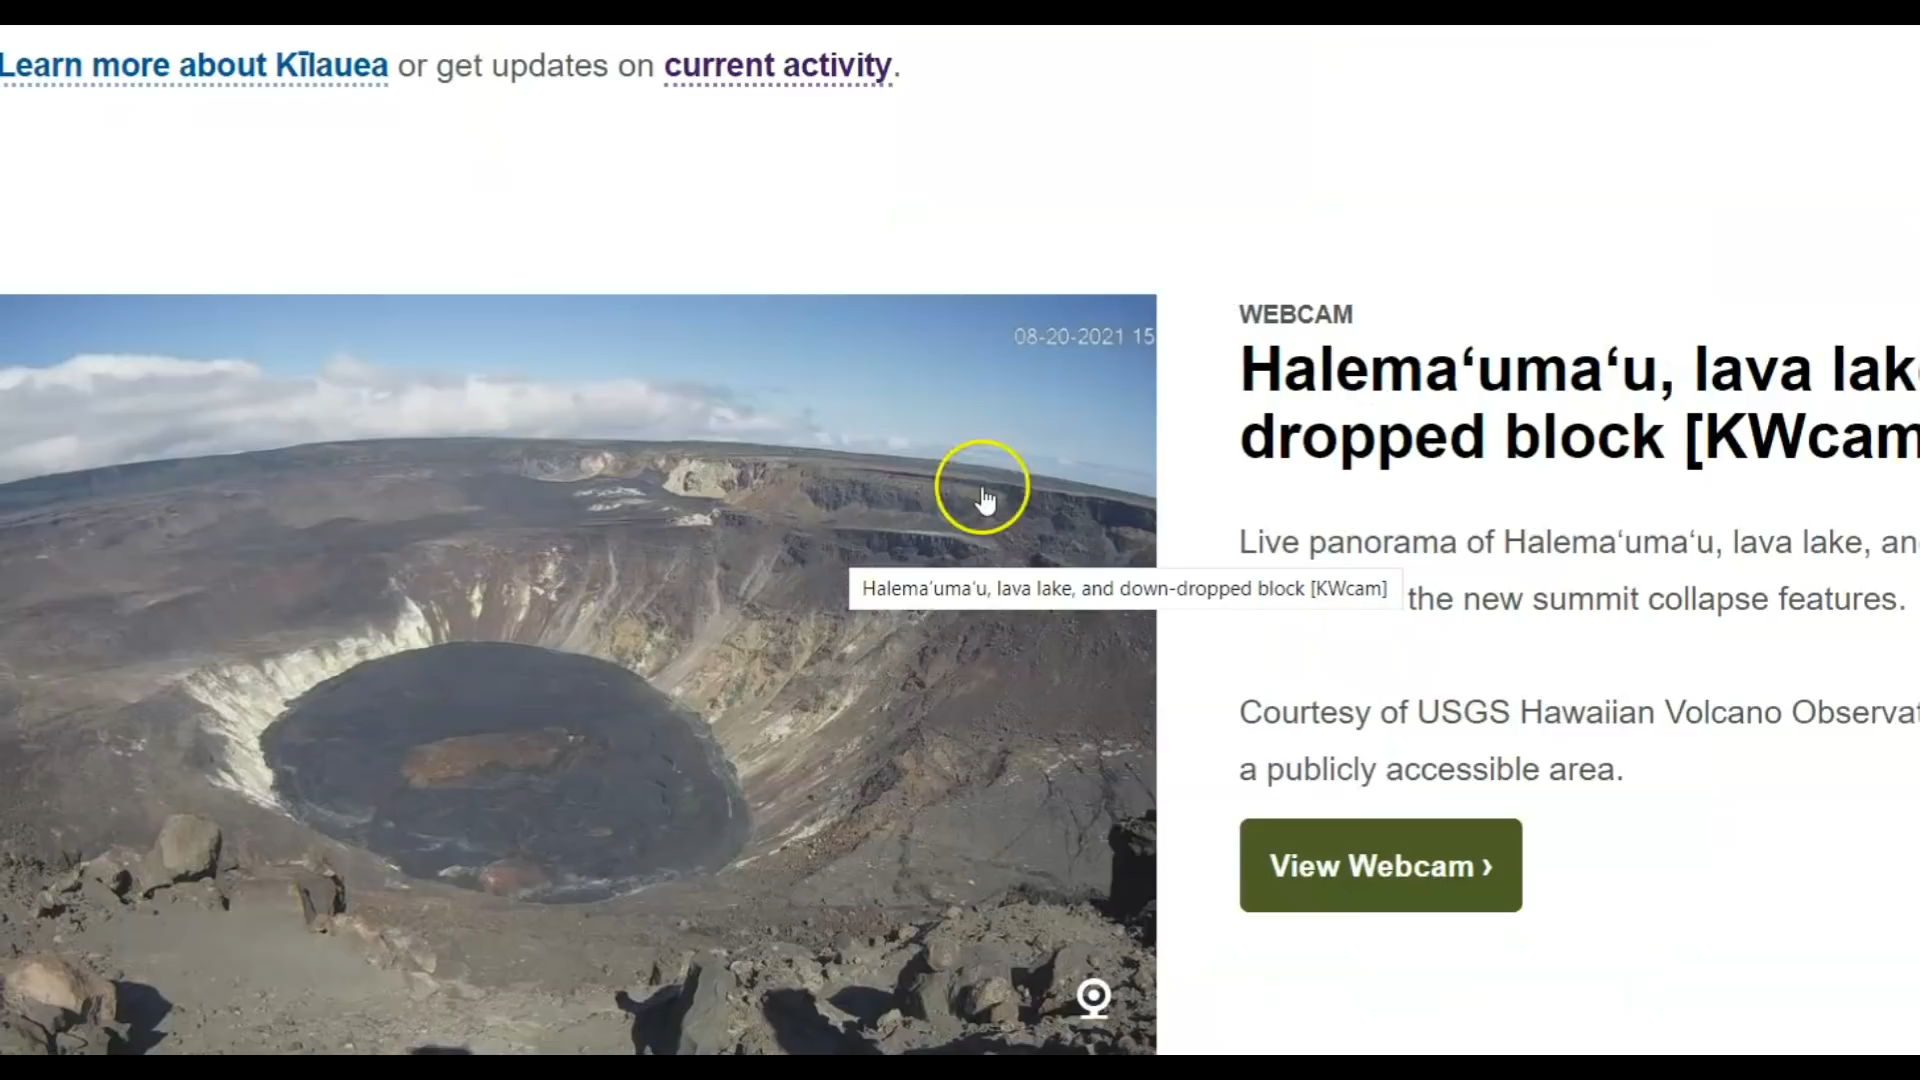 Learn more about Kīlauea or get updates on current activity.
08-20-2021 15
WEBCAM
Halemaʻumaʻu, lava lak
dropped block [KWcam
Live panorama of Halemaʻumaʻu, lava lake, an
the new summit collapse features.
Halemaʻumaʻu, lava lake, and down-dropped block [KWcam]
Courtesy of USGS Hawaiian Volcano Observat
a publicly accessible area.
View Webcam ›